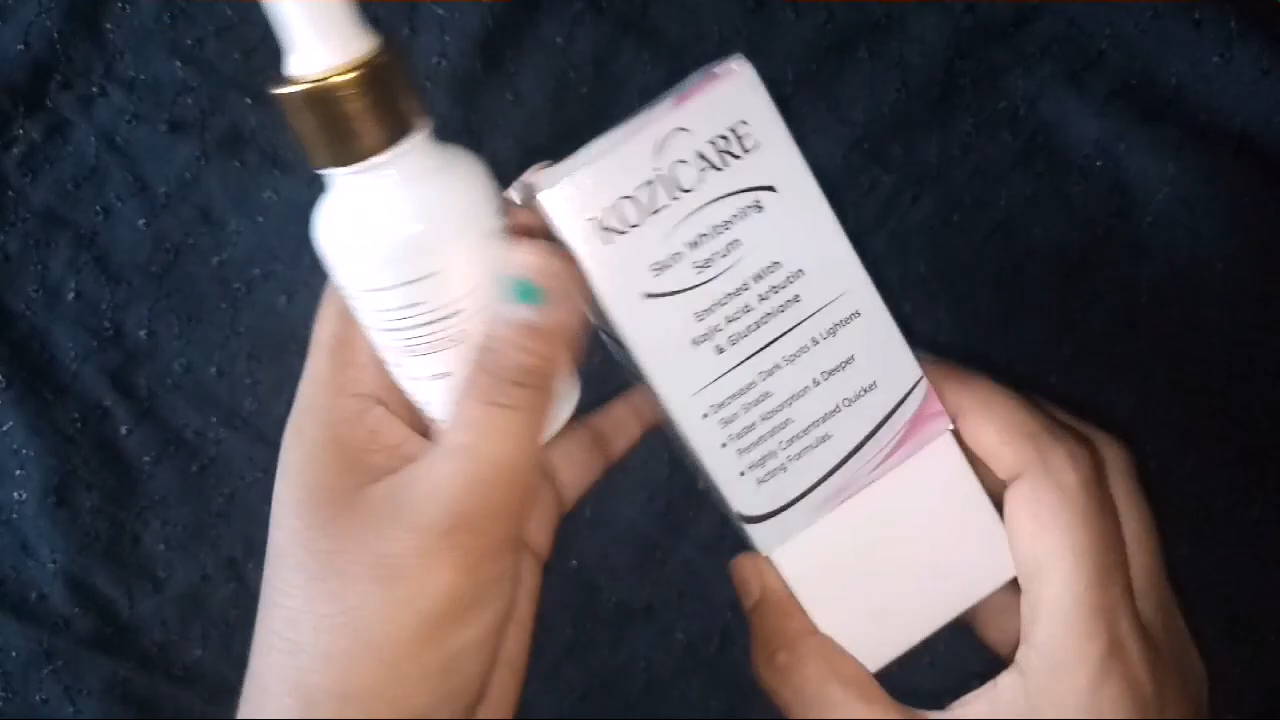 KOZICARE
Skin Whitening
Serum
Enriched With
Kojic Acid, Arbutin
& Glutathione
• Decreases Dark Spots & Lightens
Skin Shade.
• Faster Absorption & Deeper
Penetration.
• Highly Concentrated Quicker
Acting Formulas.